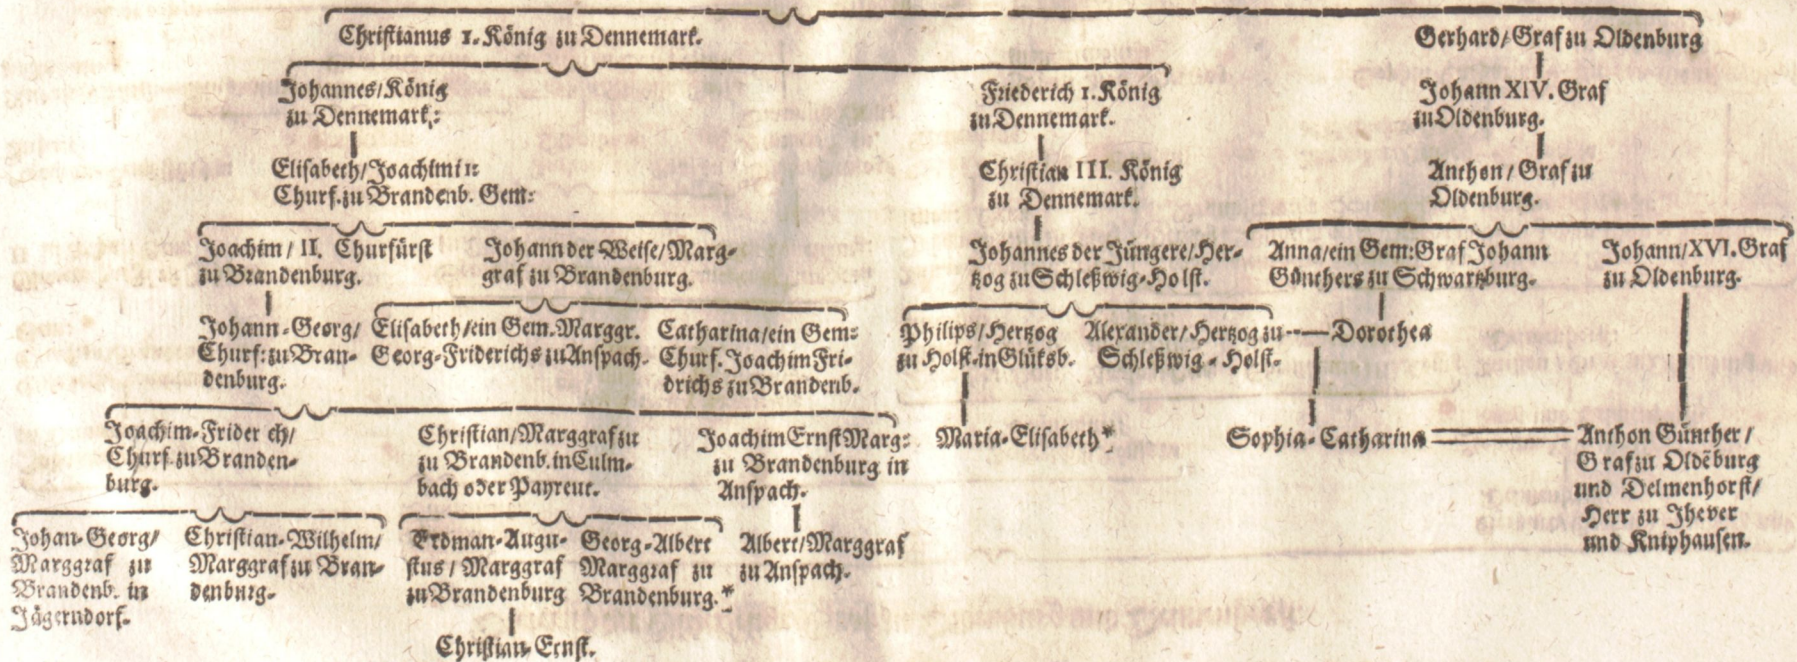 Christianus 1. König zu Dennemark.
Gerhard/ Graf zu Oldenburg
Johannes/ König
zu Dennemark:
Friederich 1. König
zu Dennemark.
Johann XIV. Graf
zu Oldenburg.
Elisabeth/ Joachimi 1:
Churf. zu Brandenb. Gem:
Christian III. König
zu Dennemark.
Anthon/ Graf zu
Oldenburg.
Joachim/ II. Churfürst
zu Brandenburg.
Johann der Weise/ Marg-
graf zu Brandenburg.
Johannes der Jüngere/ Her-
tzog zu Schleßwig-Holst.
Anna/ ein Gem: Graf Johann
Günthers zu Schwartzburg.
Johann/ XVI. Graf
zu Oldenburg.
Johann-Georg/
Churf: zu Bran-
denburg.
Elisabeth/ ein Gem. Marggr.
Georg-Friderichs zu Anspach.
Catharina/ ein Gem:
Churf. Joachim Fri-
drichs zu Brandenb.
Philips/ Hertzog
zu Holst. in Glüksb.
Alexander/ Hertzog zu
Schleßwig-Holst.
Dorothea
Joachim-Frider ch/
Churf. zu Branden-
burg.
Christian/ Marggraf zu
zu Brandenb. in Culm-
bach oder Payreut.
Joachim Ernst Marg:
zu Brandenburg in
Anspach.
Maria-Elisabeth*
Sophia-Catharina
Anthon Günther/
Graf zu Oldēburg
und Delmenhorst/
Herr zu Jhever
und Kniphausen.
Johan-Georg/
Marggraf zu
Brandenb. in
Jägerndorf.
Christian-Wilhelm/
Marggraf zu Bran-
denburg.
Erdman-Augu-
stus/ Marggraf
zu Brandenburg
Georg-Albert
Marggraf zu
Brandenburg.*
Albert/ Marggraf
zu Anspach.
Christian-Ernst.